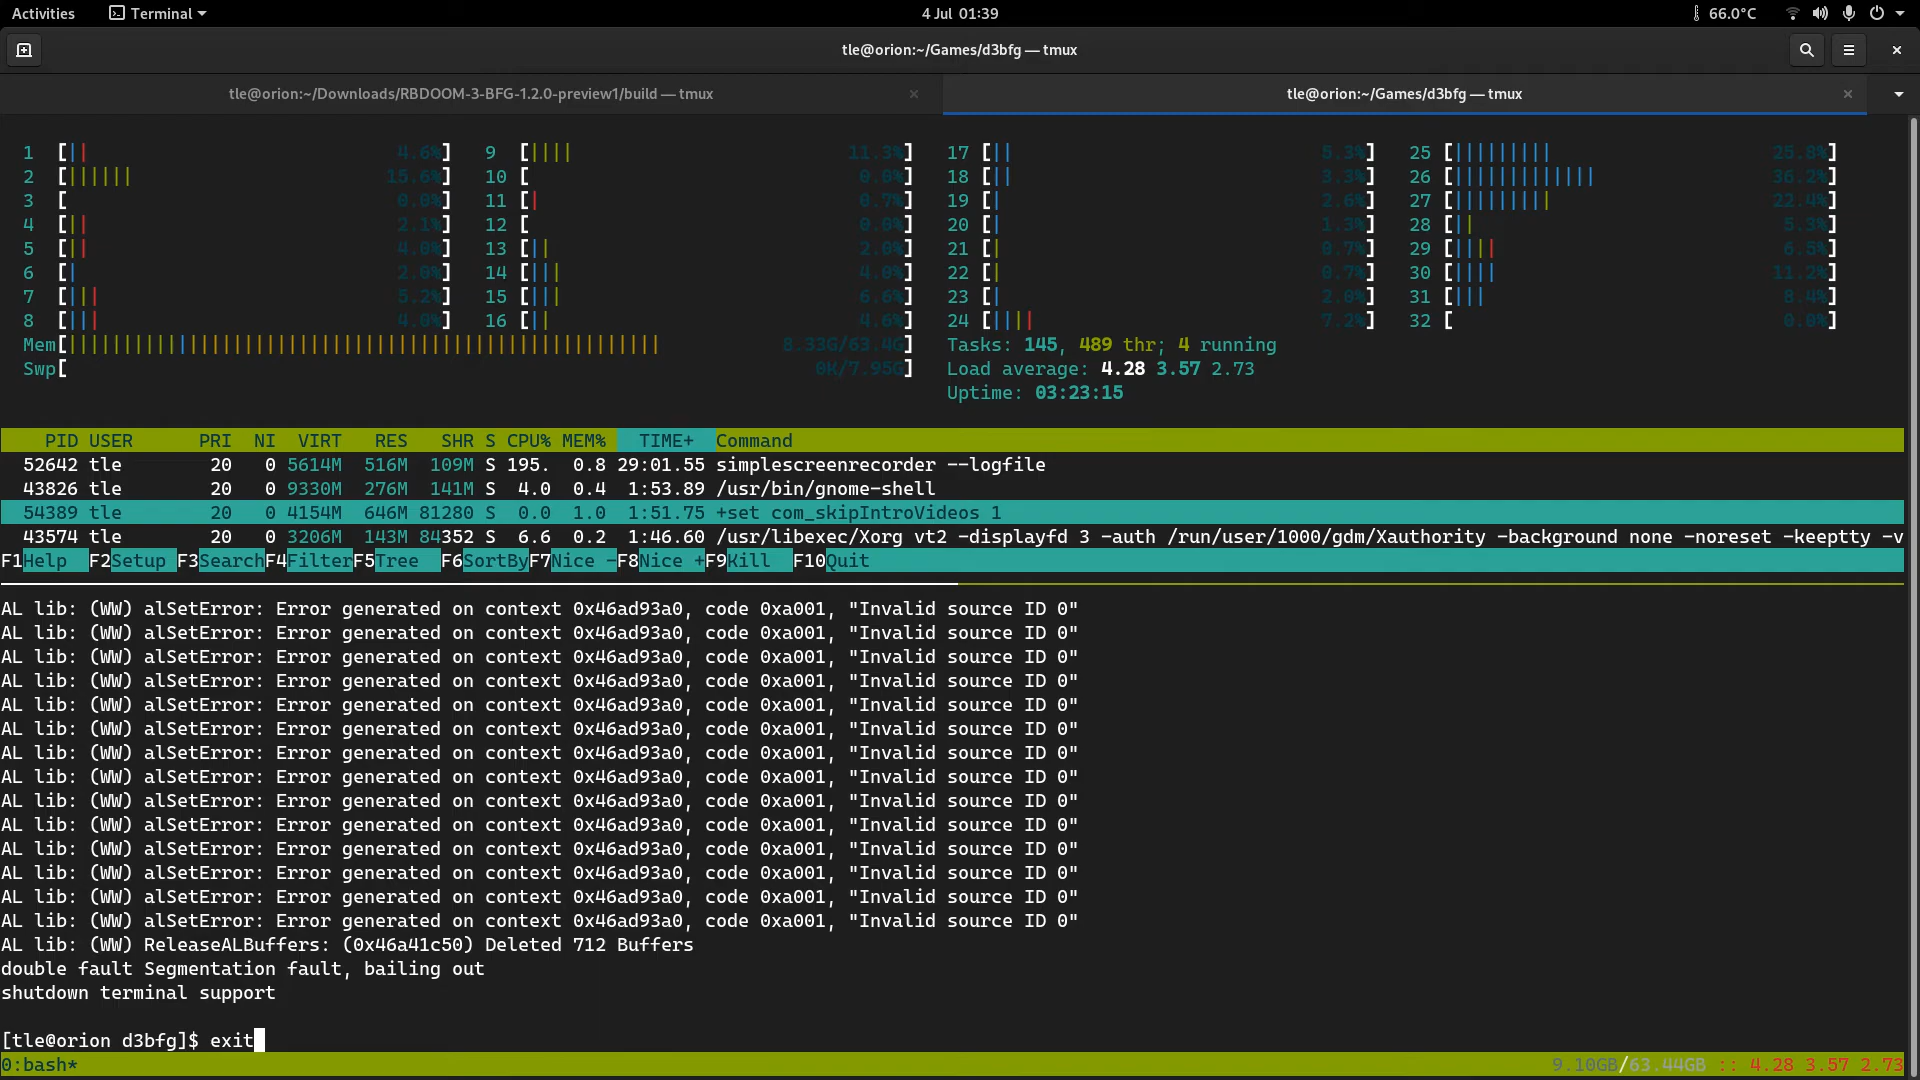 Activities Terminal 4 Jul 01:39 66.0°C
tle@orion:~/Games/d3bfg — tmux
tle@orion:~/Downloads/RBDOOM-3-BFG-1.2.0-preview1/build — tmux × tle@orion:~/Games/d3bfg — tmux ×
1 [|| 4.6%] 9 [|||| 11.3%] 17 [|| 5.3%] 25 [||||||||| 25.8%]
2 [|||||| 15.6%] 10 [ 0.0%] 18 [|| 3.3%] 26 [||||||||||||| 36.2%]
3 [ 0.0%] 11 [| 0.7%] 19 [| 2.6%] 27 [||||||||| 22.4%]
4 [|| 2.1%] 12 [ 0.0%] 20 [| 1.3%] 28 [|| 5.3%]
5 [|| 4.0%] 13 [|| 2.0%] 21 [| 0.7%] 29 [|||| 6.5%]
6 [| 2.0%] 14 [||| 4.0%] 22 [| 0.7%] 30 [|||| 11.2%]
7 [||| 5.2%] 15 [||| 6.6%] 23 [| 2.0%] 31 [||| 8.4%]
8 [||| 4.0%] 16 [|| 4.6%] 24 [|||| 7.2%] 32 [ 0.0%]
Mem[||||||||||||||||||||||||||||||||||||||||||||||||||||| 8.33G/63.4G] Tasks: 145, 489 thr; 4 running
Swp[ 0K/7.95G] Load average: 4.28 3.57 2.73
Uptime: 03:23:15
PID USER PRI NI VIRT RES SHR S CPU% MEM% TIME+ Command
52642 tle 20 0 5614M 516M 109M S 195. 0.8 29:01.55 simplescreenrecorder --logfile
43826 tle 20 0 9330M 276M 141M S 4.0 0.4 1:53.89 /usr/bin/gnome-shell
54389 tle 20 0 4154M 646M 81280 S 0.0 1.0 1:51.75 +set com_skipIntroVideos 1
43574 tle 20 0 3206M 143M 84352 S 6.6 0.2 1:46.60 /usr/libexec/Xorg vt2 -displayfd 3 -auth /run/user/1000/gdm/Xauthority -background none -noreset -keeptty -v
F1Help F2Setup F3SearchF4FilterF5Tree F6SortByF7Nice -F8Nice +F9Kill F10Quit
AL lib: (WW) alSetError: Error generated on context 0x46ad93a0, code 0xa001, "Invalid source ID 0"
AL lib: (WW) alSetError: Error generated on context 0x46ad93a0, code 0xa001, "Invalid source ID 0"
AL lib: (WW) alSetError: Error generated on context 0x46ad93a0, code 0xa001, "Invalid source ID 0"
AL lib: (WW) alSetError: Error generated on context 0x46ad93a0, code 0xa001, "Invalid source ID 0"
AL lib: (WW) alSetError: Error generated on context 0x46ad93a0, code 0xa001, "Invalid source ID 0"
AL lib: (WW) alSetError: Error generated on context 0x46ad93a0, code 0xa001, "Invalid source ID 0"
AL lib: (WW) alSetError: Error generated on context 0x46ad93a0, code 0xa001, "Invalid source ID 0"
AL lib: (WW) alSetError: Error generated on context 0x46ad93a0, code 0xa001, "Invalid source ID 0"
AL lib: (WW) alSetError: Error generated on context 0x46ad93a0, code 0xa001, "Invalid source ID 0"
AL lib: (WW) alSetError: Error generated on context 0x46ad93a0, code 0xa001, "Invalid source ID 0"
AL lib: (WW) alSetError: Error generated on context 0x46ad93a0, code 0xa001, "Invalid source ID 0"
AL lib: (WW) alSetError: Error generated on context 0x46ad93a0, code 0xa001, "Invalid source ID 0"
AL lib: (WW) alSetError: Error generated on context 0x46ad93a0, code 0xa001, "Invalid source ID 0"
AL lib: (WW) alSetError: Error generated on context 0x46ad93a0, code 0xa001, "Invalid source ID 0"
AL lib: (WW) ReleaseALBuffers: (0x46a41c50) Deleted 712 Buffers
double fault Segmentation fault, bailing out
shutdown terminal support
[tle@orion d3bfg]$ exit
0:bash* 9.10GB/63.44GB :: 4.28 3.57 2.73